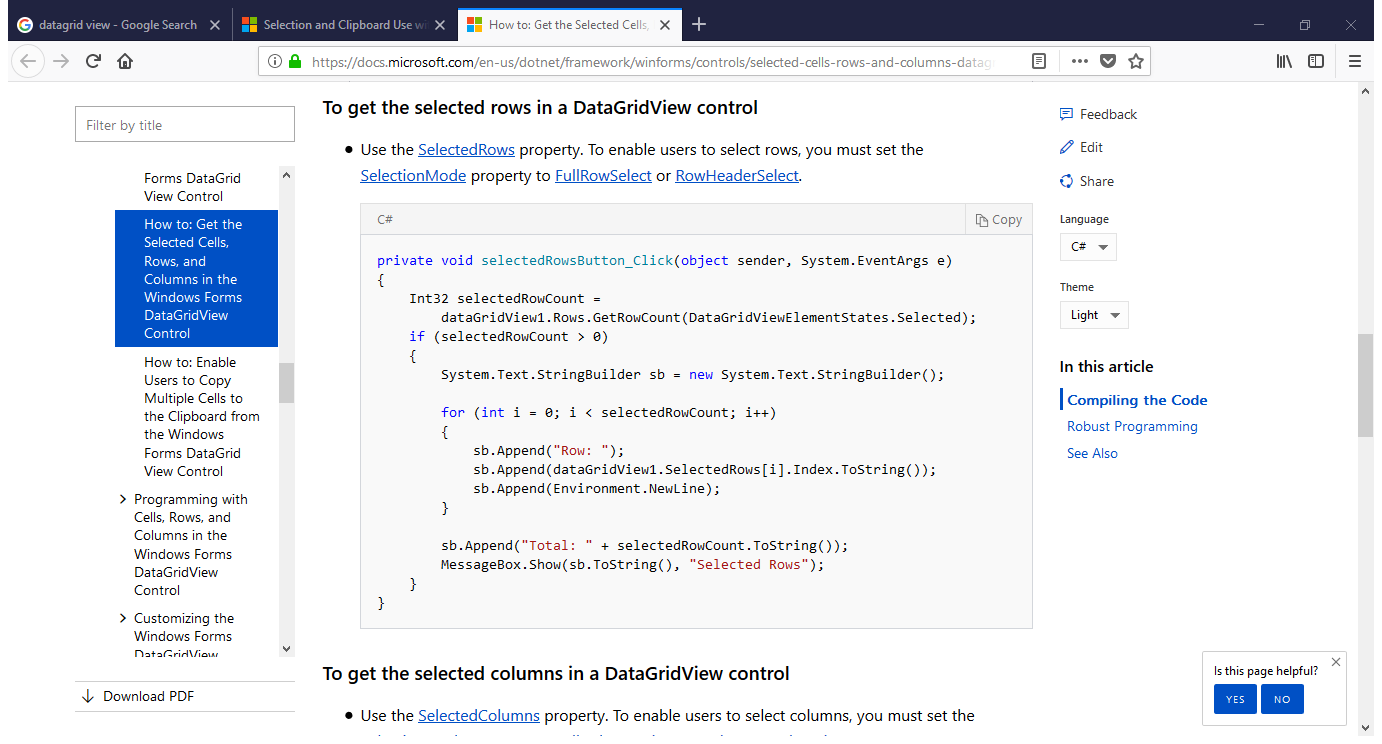 datagrid view - Google Search
Selection and Clipboard Use wi
How to: Get the Selected Cells,
https://docs.microsoft.com/en-us/dotnet/framework/winforms/controls/selected-cells-rows-and-columns-datag
Filter by title
Forms DataGrid
View Control
How to: Get the
Selected Cells,
Rows, and
Columns in the
Windows Forms
DataGridView
Control
How to: Enable
Users to Copy
Multiple Cells to
the Clipboard from
the Windows
Forms DataGrid
View Control
Programming with
Cells, Rows, and
Columns in the
Windows Forms
DataGridView
Control
Customizing the
Windows Forms
DataGridView
Download PDF
To get the selected rows in a DataGridView control
Use the SelectedRows property. To enable users to select rows, you must set the
SelectionMode property to FullRowSelect or RowHeaderSelect.
C#
Copy
private void selectedRowsButton_Click(object sender, System.EventArgs e)
{
    Int32 selectedRowCount =
        dataGridView1.Rows.GetRowCount(DataGridViewElementStates.Selected);
    if (selectedRowCount > 0)
    {
        System.Text.StringBuilder sb = new System.Text.StringBuilder();
        for (int i = 0; i < selectedRowCount; i++)
        {
            sb.Append("Row: ");
            sb.Append(dataGridView1.SelectedRows[i].Index.ToString());
            sb.Append(Environment.NewLine);
        }
        sb.Append("Total: " + selectedRowCount.ToString());
        MessageBox.Show(sb.ToString(), "Selected Rows");
    }
}
To get the selected columns in a DataGridView control
Use the SelectedColumns property. To enable users to select columns, you must set the
Feedback
Edit
Share
Language
C#
Theme
Light
In this article
Compiling the Code
Robust Programming
See Also
Is this page helpful?
YES
NO